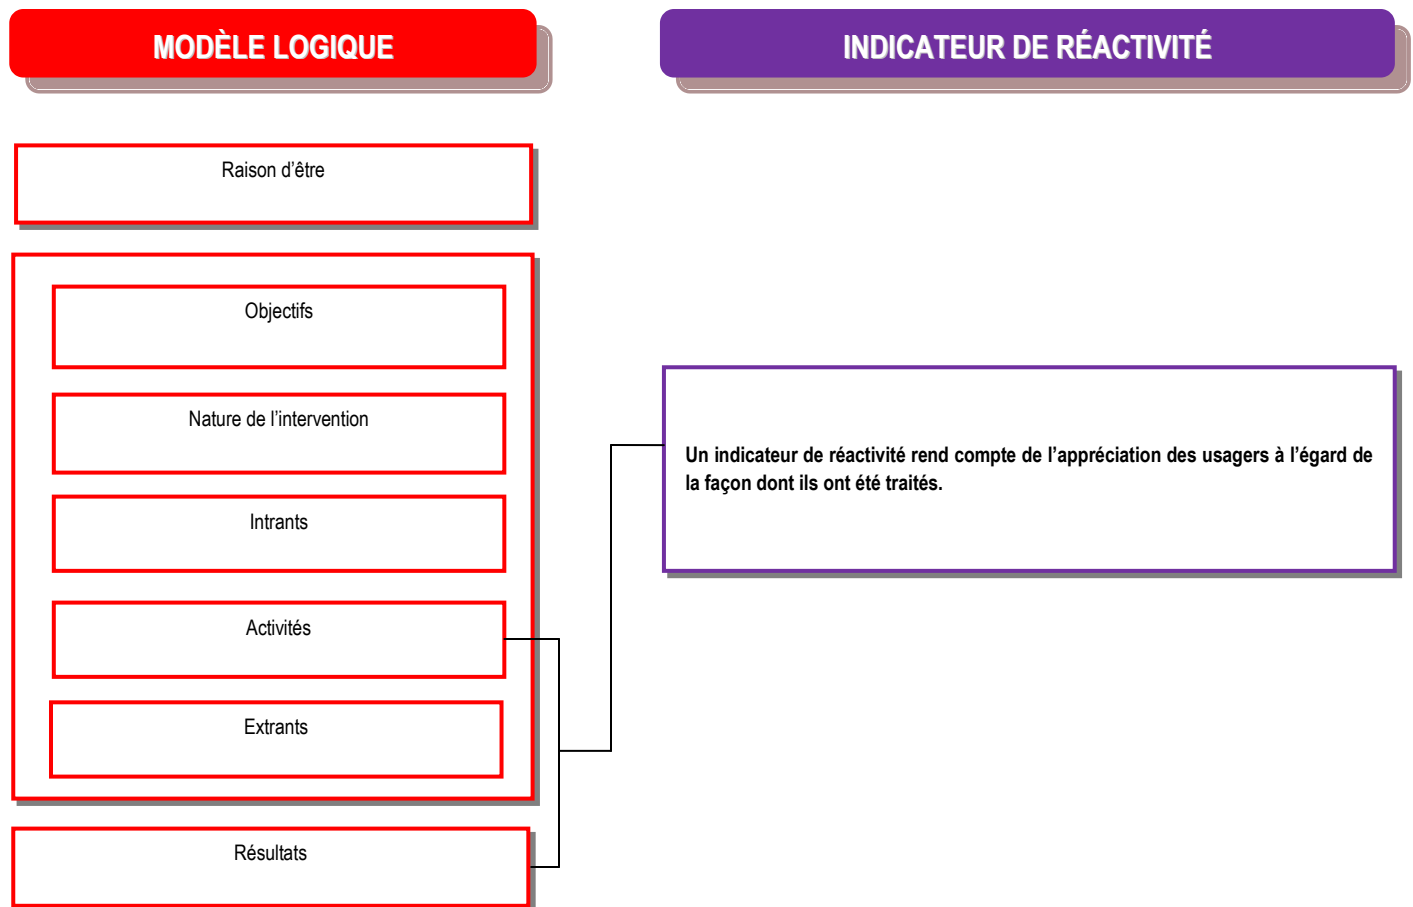 MODÈLE LOGIQUE
INDICATEUR DE RÉACTIVITÉ
Raison d’être
Objectifs
Nature de l’intervention
Intrants
Activités
Extrants
Résultats
Un indicateur de réactivité rend compte de l’appréciation des usagers à l’égard de
la façon dont ils ont été traités.